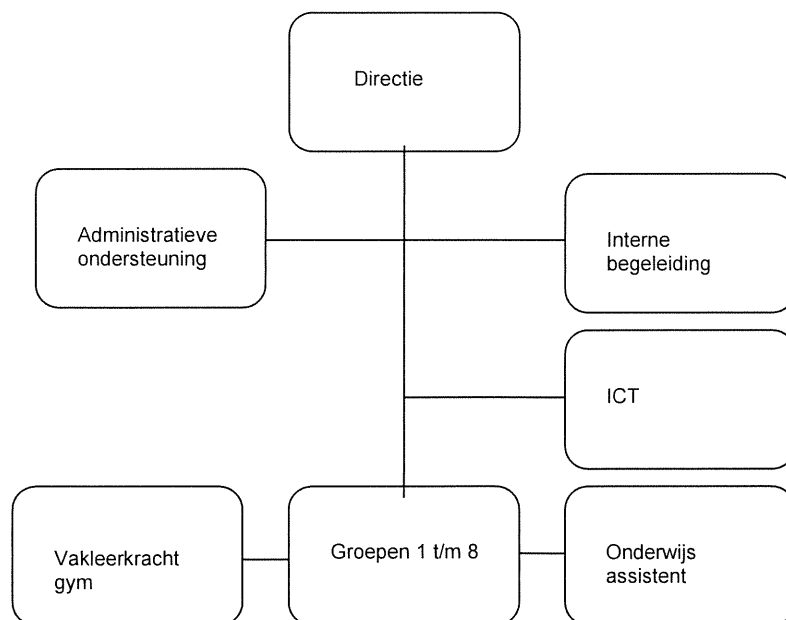 Directie
Administratieve
ondersteuning
Interne
begeleiding
ICT
Vakleerkracht
gym
Groepen 1 t/m 8
Onderwijs
assistent